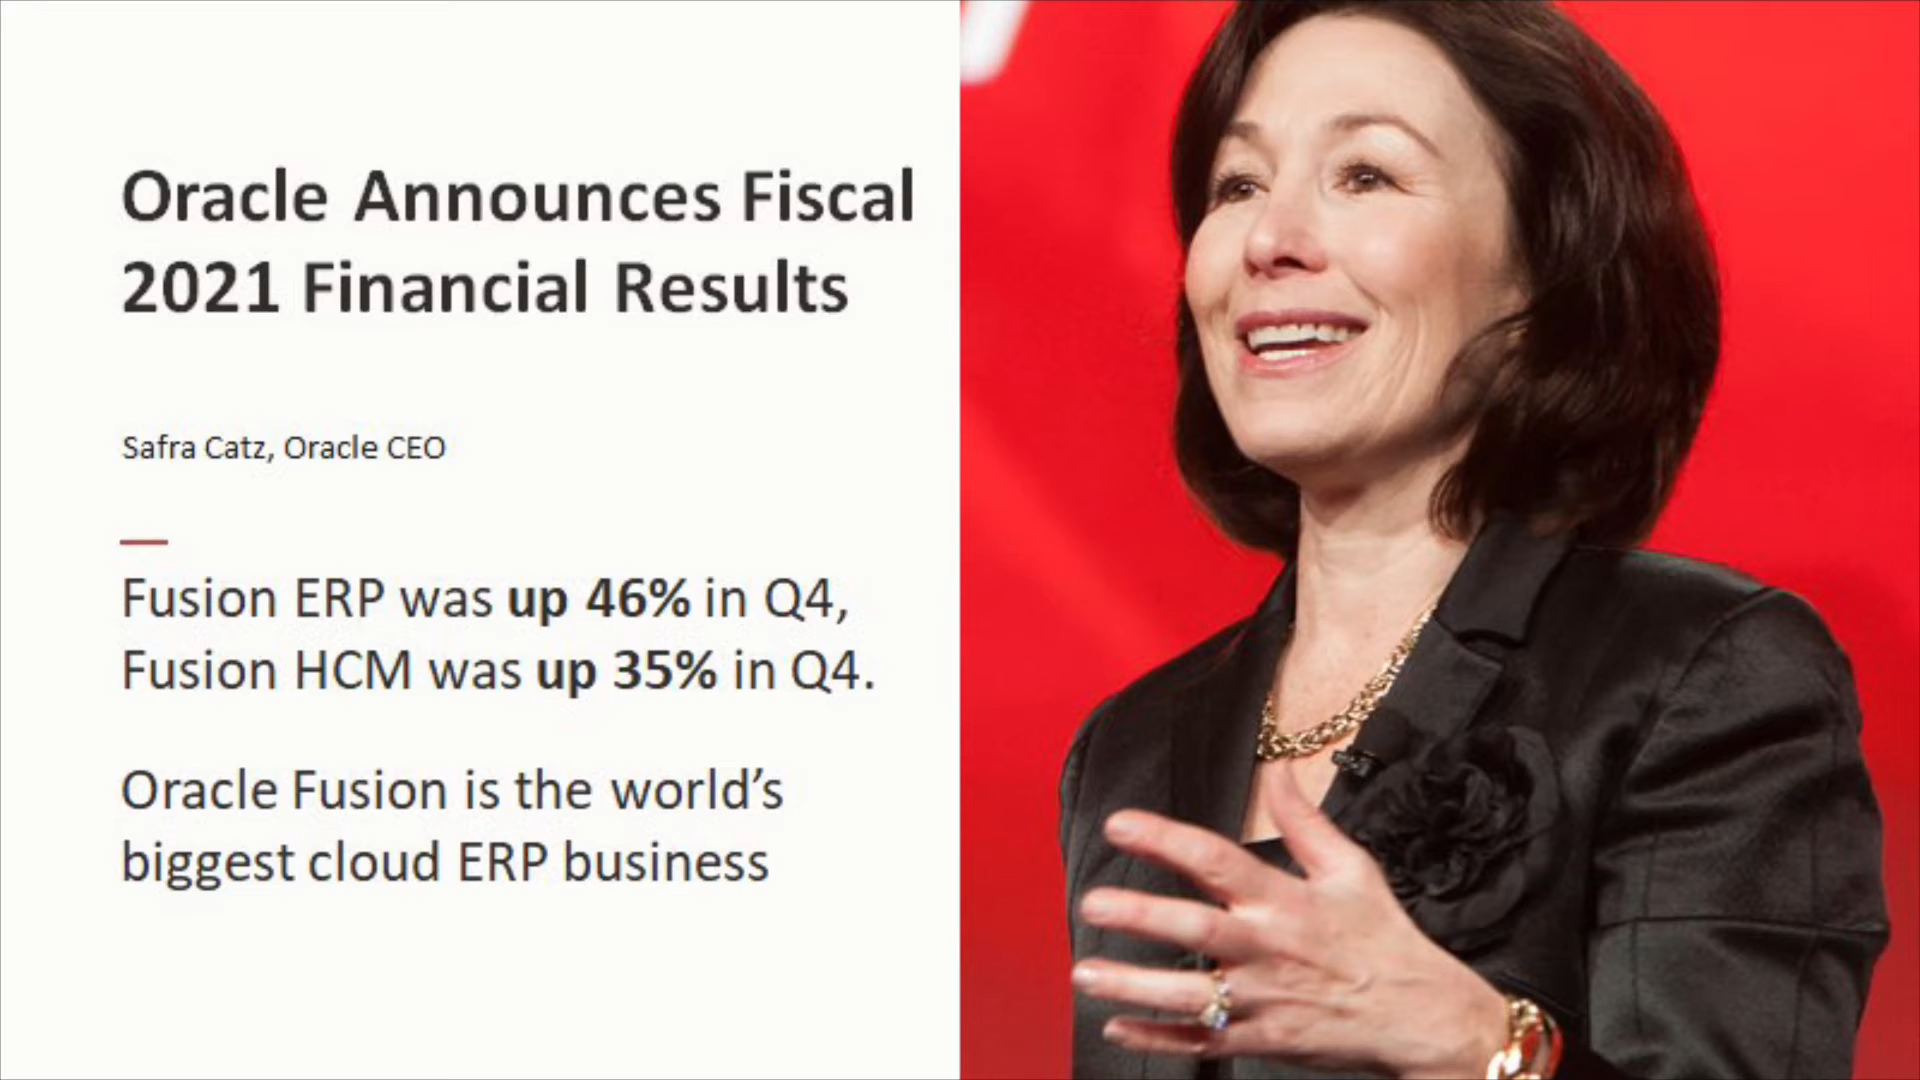 Oracle Announces Fiscal
2021 Financial Results
Safra Catz, Oracle CEO
Fusion ERP was up 46% in Q4,
Fusion HCM was up 35% in Q4.
Oracle Fusion is the world’s
biggest cloud ERP business